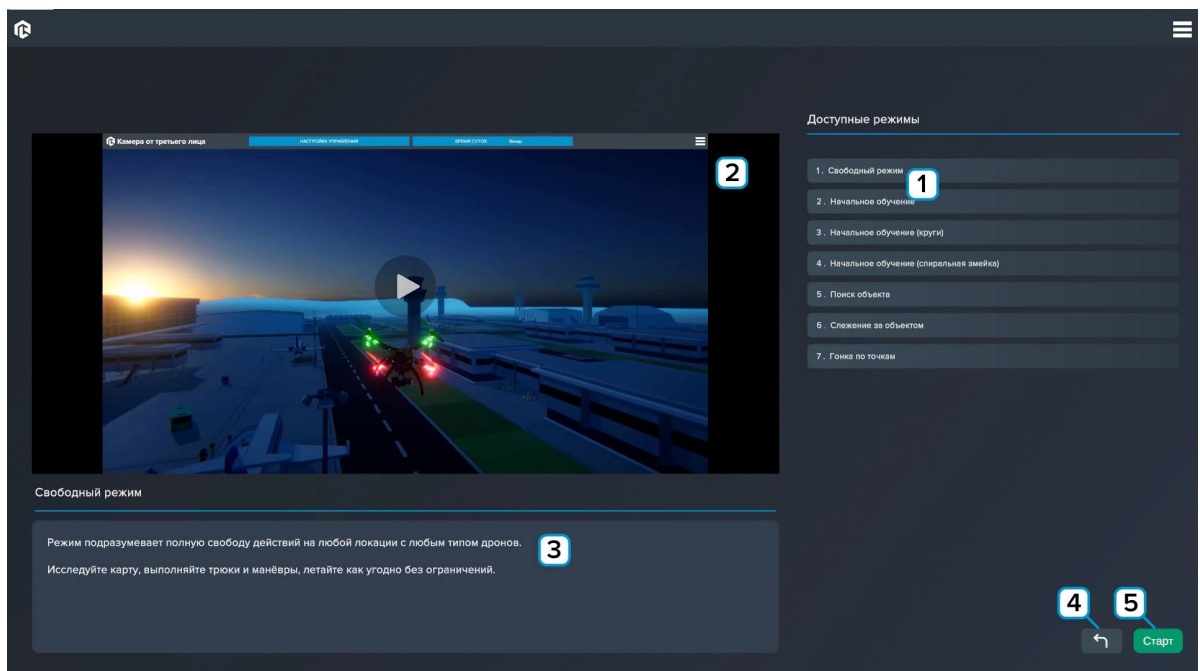 Камера от третьего лица
НАСТРОЙКИ УПРАВЛЕНИЯ
ВРЕМЯ СУТОК: Вечер
2
Свободный режим
Режим подразумевает полную свободу действий на любой локации с любым типом дронов.
Исследуйте карту, выполняйте трюки и манёвры, летайте как угодно без ограничений.
3
Доступные режимы
1. Свободный режим
1
2. Начальное обучение
3. Начальное обучение (круги)
4. Начальное обучение (спиральная змейка)
5. Поиск объекта
6. Слежение за объектом
7. Гонка по точкам
4
5
Старт